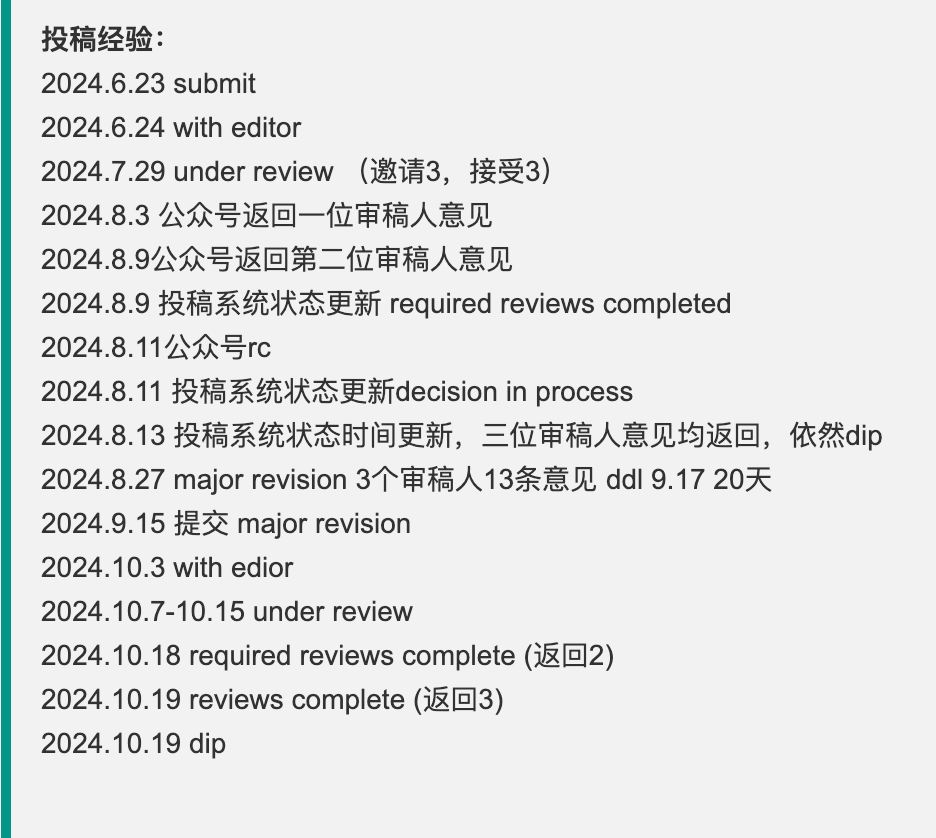 投稿经验：
2024.6.23 submit
2024.6.24 with editor
2024.7.29 under review （邀请3，接受3）
2024.8.3 公众号返回一位审稿人意见
2024.8.9公众号返回第二位审稿人意见
2024.8.9 投稿系统状态更新 required reviews completed
2024.8.11公众号rc
2024.8.11 投稿系统状态更新decision in process
2024.8.13 投稿系统状态时间更新，三位审稿人意见均返回，依然dip
2024.8.27 major revision 3个审稿人13条意见 ddl 9.17 20天
2024.9.15 提交 major revision
2024.10.3 with edior
2024.10.7-10.15 under review
2024.10.18 required reviews complete (返回2)
2024.10.19 reviews complete (返回3)
2024.10.19 dip